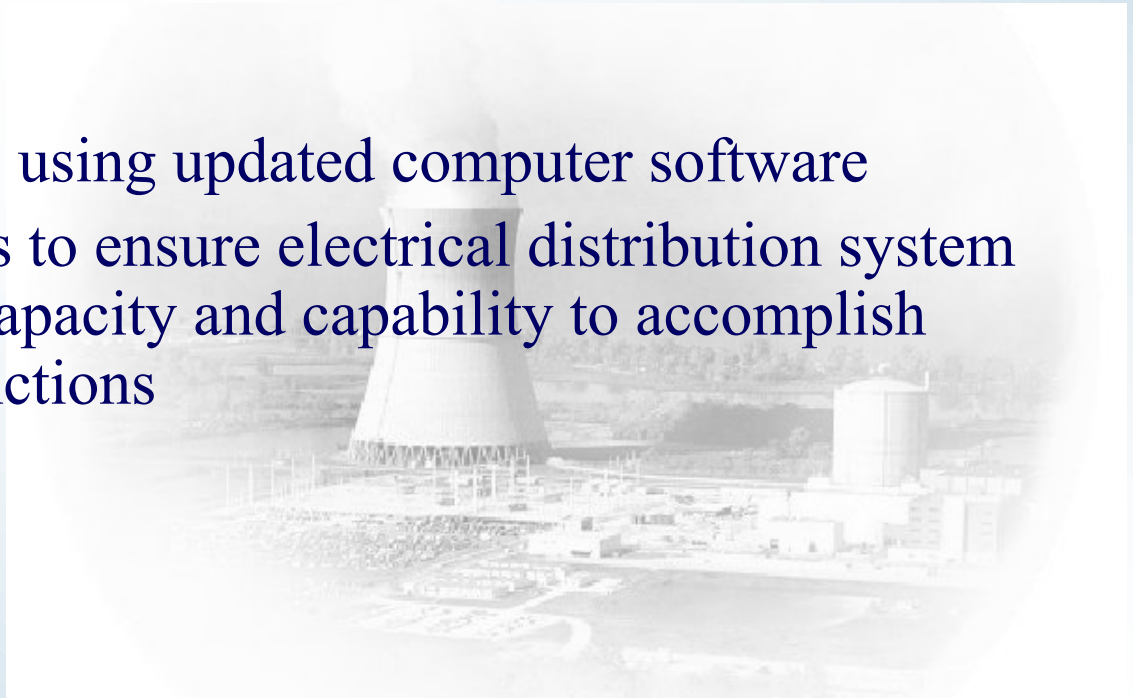 using updated computer software
s to ensure electrical distribution system
apacity and capability to accomplish
ctions